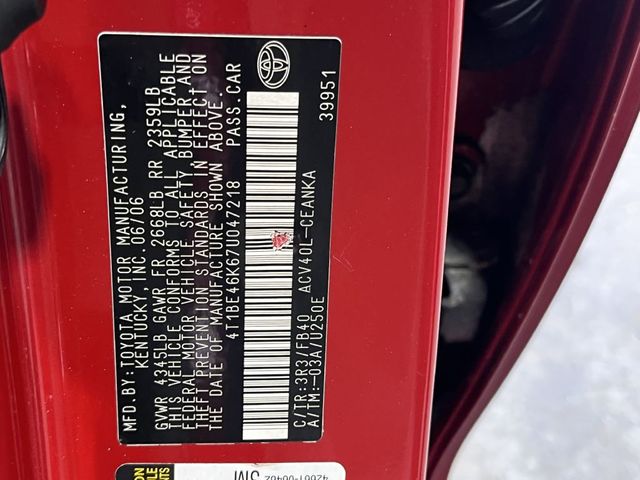 MFD.BY:TOYOTA MOTOR MANUFACTURING,
KENTUCKY, INC. 06/06
GVWR 4345LB GAWR FR 2668LB RR 2359LB
THIS VEHICLE CONFORMS TO ALL APPLICABLE
FEDERAL MOTOR VEHICLE SAFETY, BUMPER AND
THEFT PREVENTION STANDARDS IN EFFECT ON
THE DATE OF MANUFACTURE SHOWN ABOVE.
4T1BE46K67U047218 PASS.CAR
C/TR:3R3/FB40 ACV40L-CEANKA
A/TM:-03A/U250E 39951